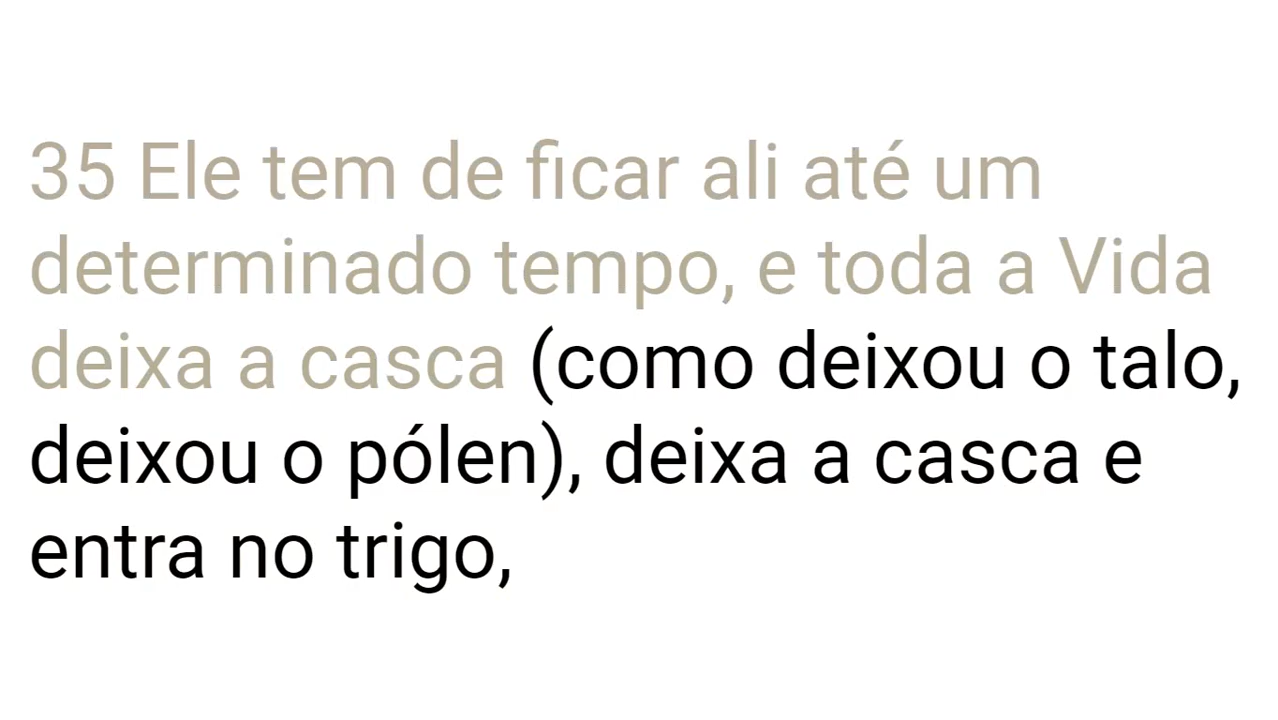 35 Ele tem de ficar ali até um
determinado tempo, e toda a Vida
deixa a casca (como deixou o talo,
deixou o pólen), deixa a casca e
entra no trigo,